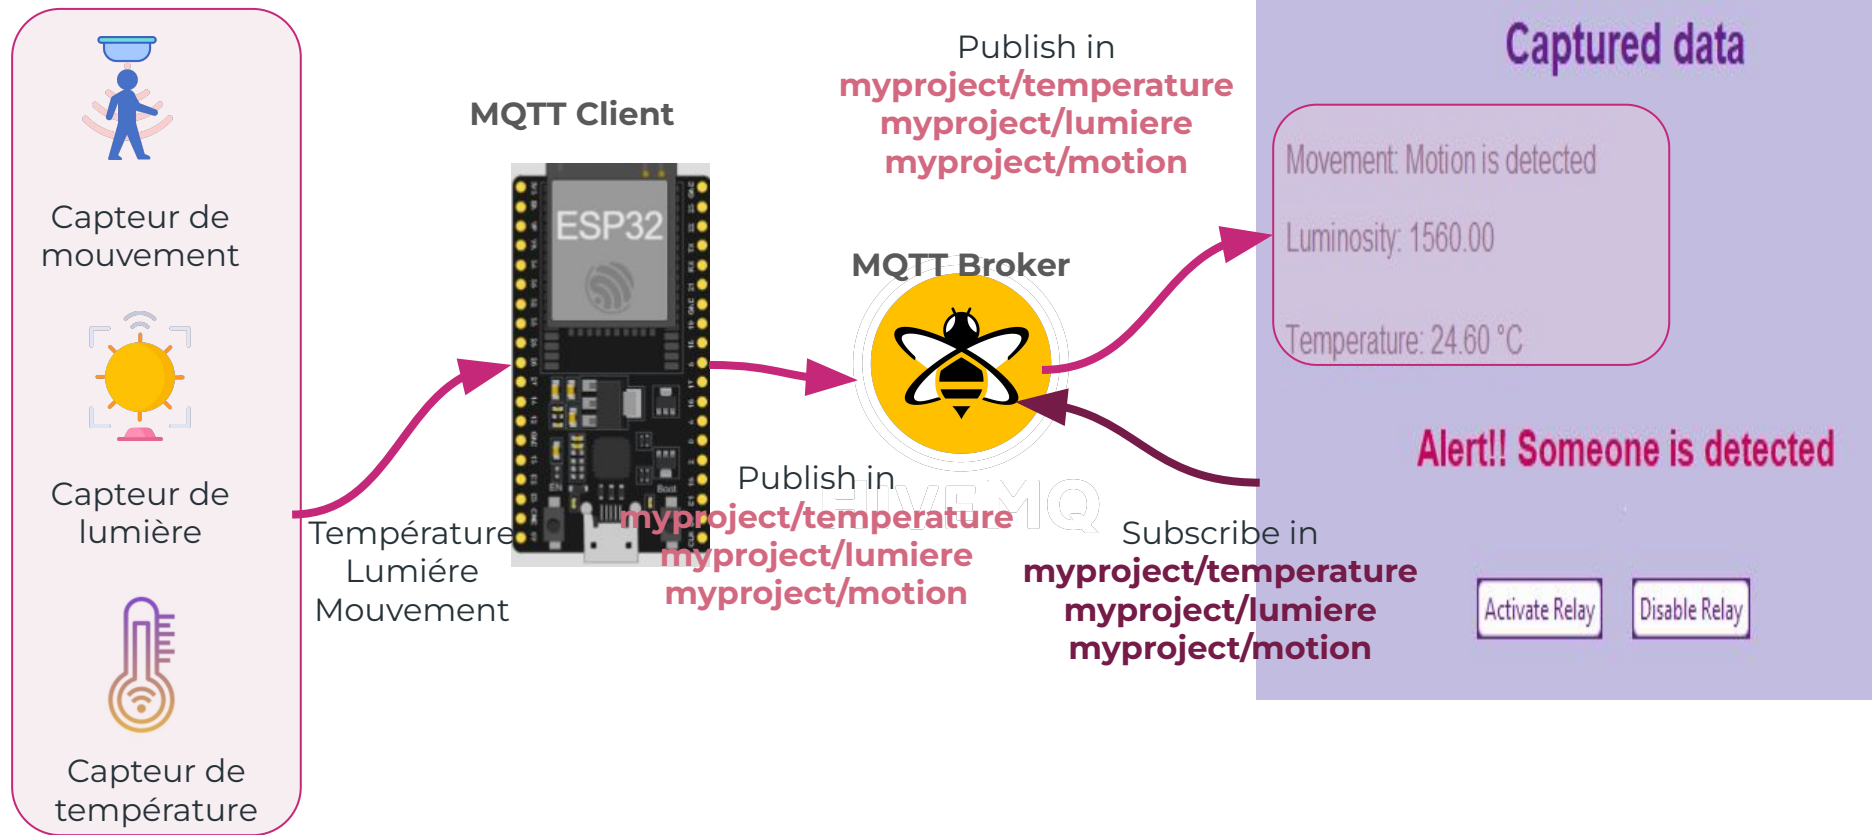 Capteur de
mouvement
Capteur de
lumière
Capteur de
température
Température
Lumiére
Mouvement
MQTT Client
ESP32
EN
Boot
Publish in
myproject/temperature
myproject/lumiere
myproject/motion
MQTT Broker
HIVEMQ
Publish in
myproject/temperature
myproject/lumiere
myproject/motion
Subscribe in
myproject/temperature
myproject/lumiere
myproject/motion
Captured data
Movement: Motion is detected
Luminosity: 1560.00
Temperature: 24.60 °C
Alert!! Someone is detected
Activate Relay
Disable Relay